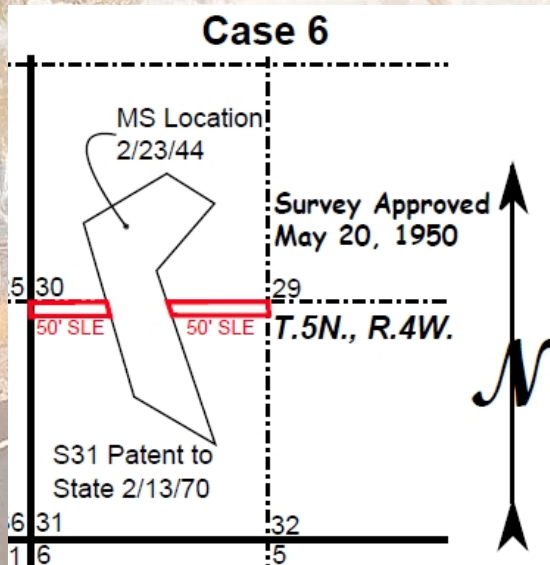 Case 6
MS Location
2/23/44
Survey Approved
May 20, 1950
5 30
29
50' SLE
50' SLE
T.5N., R.4W.
N
S31 Patent to
State 2/13/70
36 31
32
1 6
5